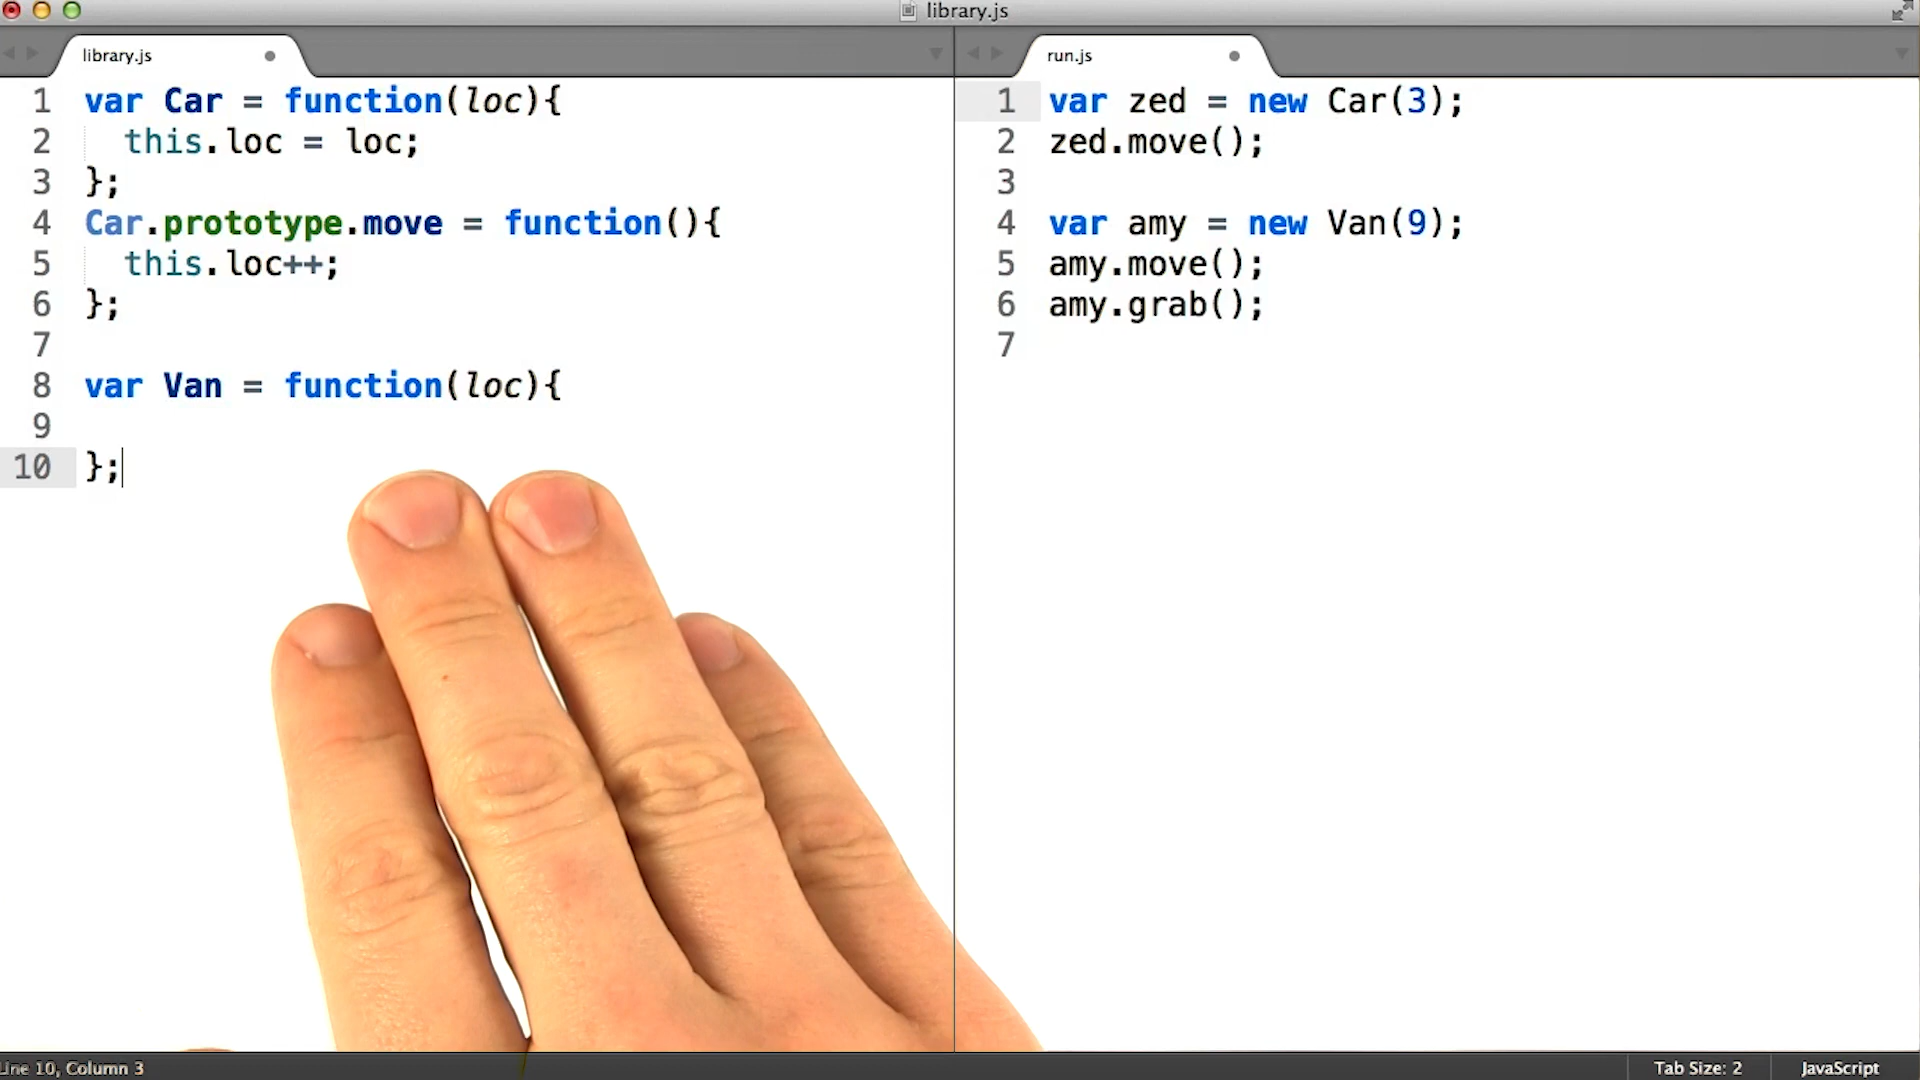 library.js
library.js
1 var Car = function(loc){
2 this.loc = loc;
3 };
4 Car.prototype.move = function(){
5 this.loc++;
6 };
7
8 var Van = function(loc){
9
10 };
run.js
1 var zed = new Car(3);
2 zed.move();
3
4 var amy = new Van(9);
5 amy.move();
6 amy.grab();
7
Line 10, Column 3
Tab Size: 2
JavaScript